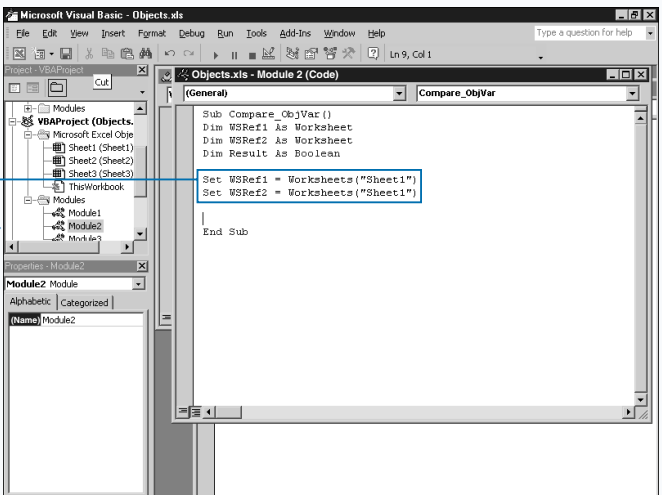 Microsoft Visual Basic - Objects.xls
File Edit View Insert Format Debug Run Tools Add-Ins Window Help
Type a question for help
Ln 9, Col 1
Project - VBAProject
Cut
Modules
VBAProject (Objects.
Microsoft Excel Obje
Sheet1 (Sheet1)
Sheet2 (Sheet2)
Sheet3 (Sheet3)
ThisWorkbook
Modules
Module1
Module2
Module3
Properties - Module2
Module2 Module
Alphabetic Categorized
(Name) Module2
Objects.xls - Module 2 (Code)
(General)
Compare_ObjVar
Sub Compare_ObjVar()
Dim WSRef1 As Worksheet
Dim WSRef2 As Worksheet
Dim Result As Boolean
Set WSRef1 = Worksheets("Sheet1")
Set WSRef2 = Worksheets("Sheet1")
End Sub